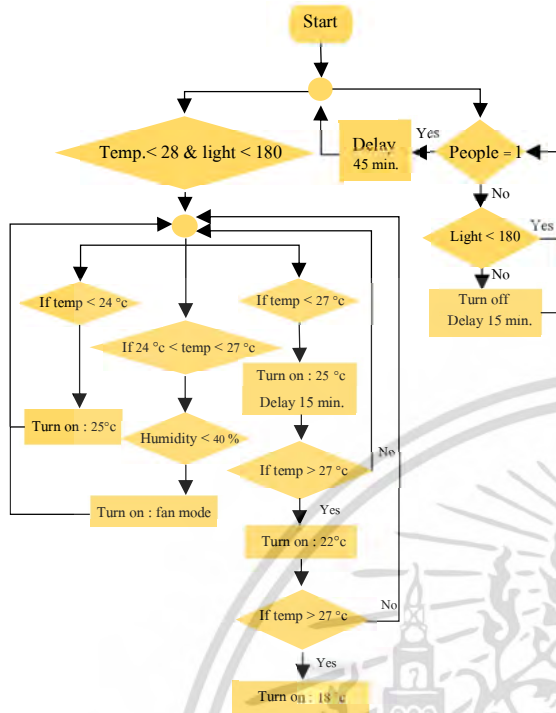 Start
Temp.< 28 & light < 180
Delay
45 min.
Yes
People = 1
No
Light < 180
Yes
No
Turn off
Delay 15 min.
If temp < 24 °c
If temp < 27 °c
If 24 °c < temp < 27 °c
Turn on : 25 °c
Delay 15 min.
Turn on : 25°c
Humidity < 40 %
No
If temp > 27 °c
Turn on : fan mode
Yes
Turn on : 22°c
If temp > 27 °c
No
Yes
Turn on : 18 °c